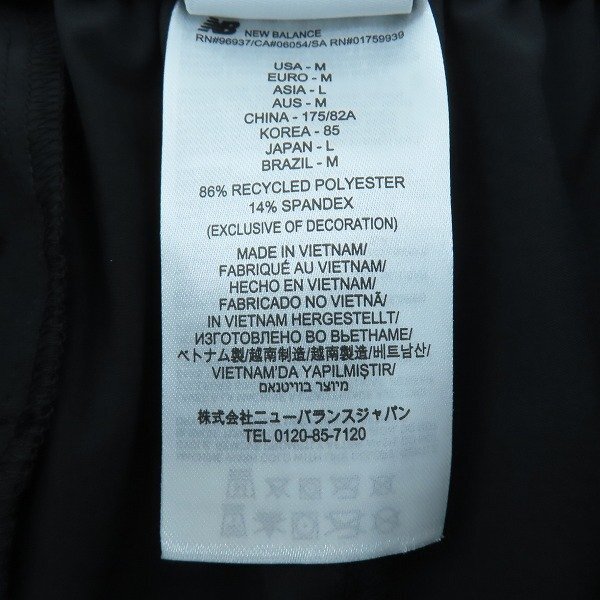 NB NEW BALANCE
RN#96937/CA#06054/SA RN#01759939
USA - M
EURO - M
ASIA - L
AUS - M
CHINA - 175/82A
KOREA - 85
JAPAN - L
BRAZIL - M
86% RECYCLED POLYESTER
14% SPANDEX
(EXCLUSIVE OF DECORATION)
MADE IN VIETNAM/
FABRIQUÉ AU VIETNAM/
HECHO EN VIETNAM/
FABRICADO NO VIETNÃ/
IN VIETNAM HERGESTELLT/
ИЗГОТОВЛЕНО ВО ВЬЕТНАМЕ/
ベトナム製/越南制造/越南製造/베트남산/
VIETNAM'DA YAPILMIŞTIR/
מיוצר בווייטנאם
株式会社ニューバランスジャパン
TEL 0120-85-7120